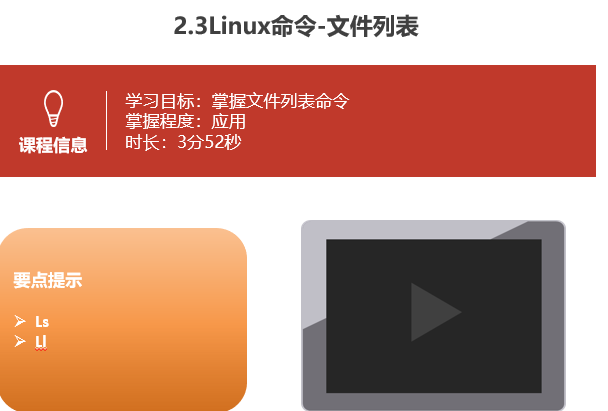 2.3Linux命令-文件列表
课程信息
学习目标：掌握文件列表命令
掌握程度：应用
时长：3分52秒
要点提示
Ls
Ll